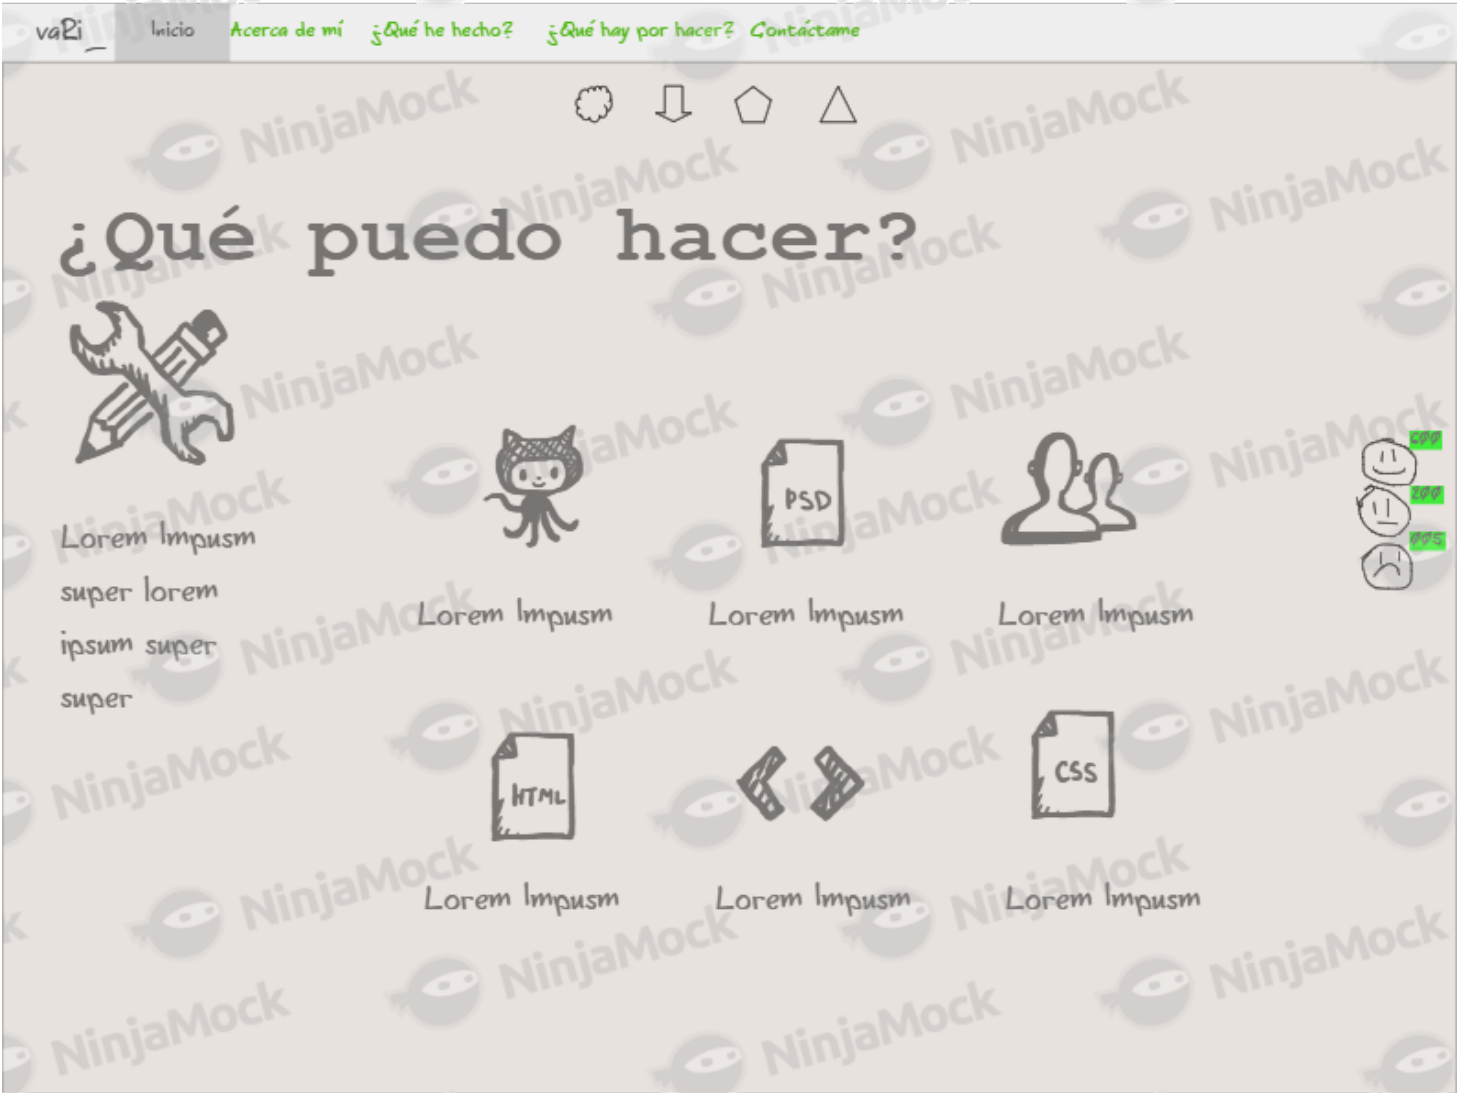 vaRi_ Inicio Acerca de mí ¿Qué he hecho? ¿Qué hay por hacer? Contáctame
¿Qué puedo hacer?
Lorem Impusm
super lorem
ipsum super
super
PSD
Lorem Impusm Lorem Impusm Lorem Impusm
200
HTML
CSS
Lorem Impusm Lorem Impusm Lorem Impusm
NinjaMock